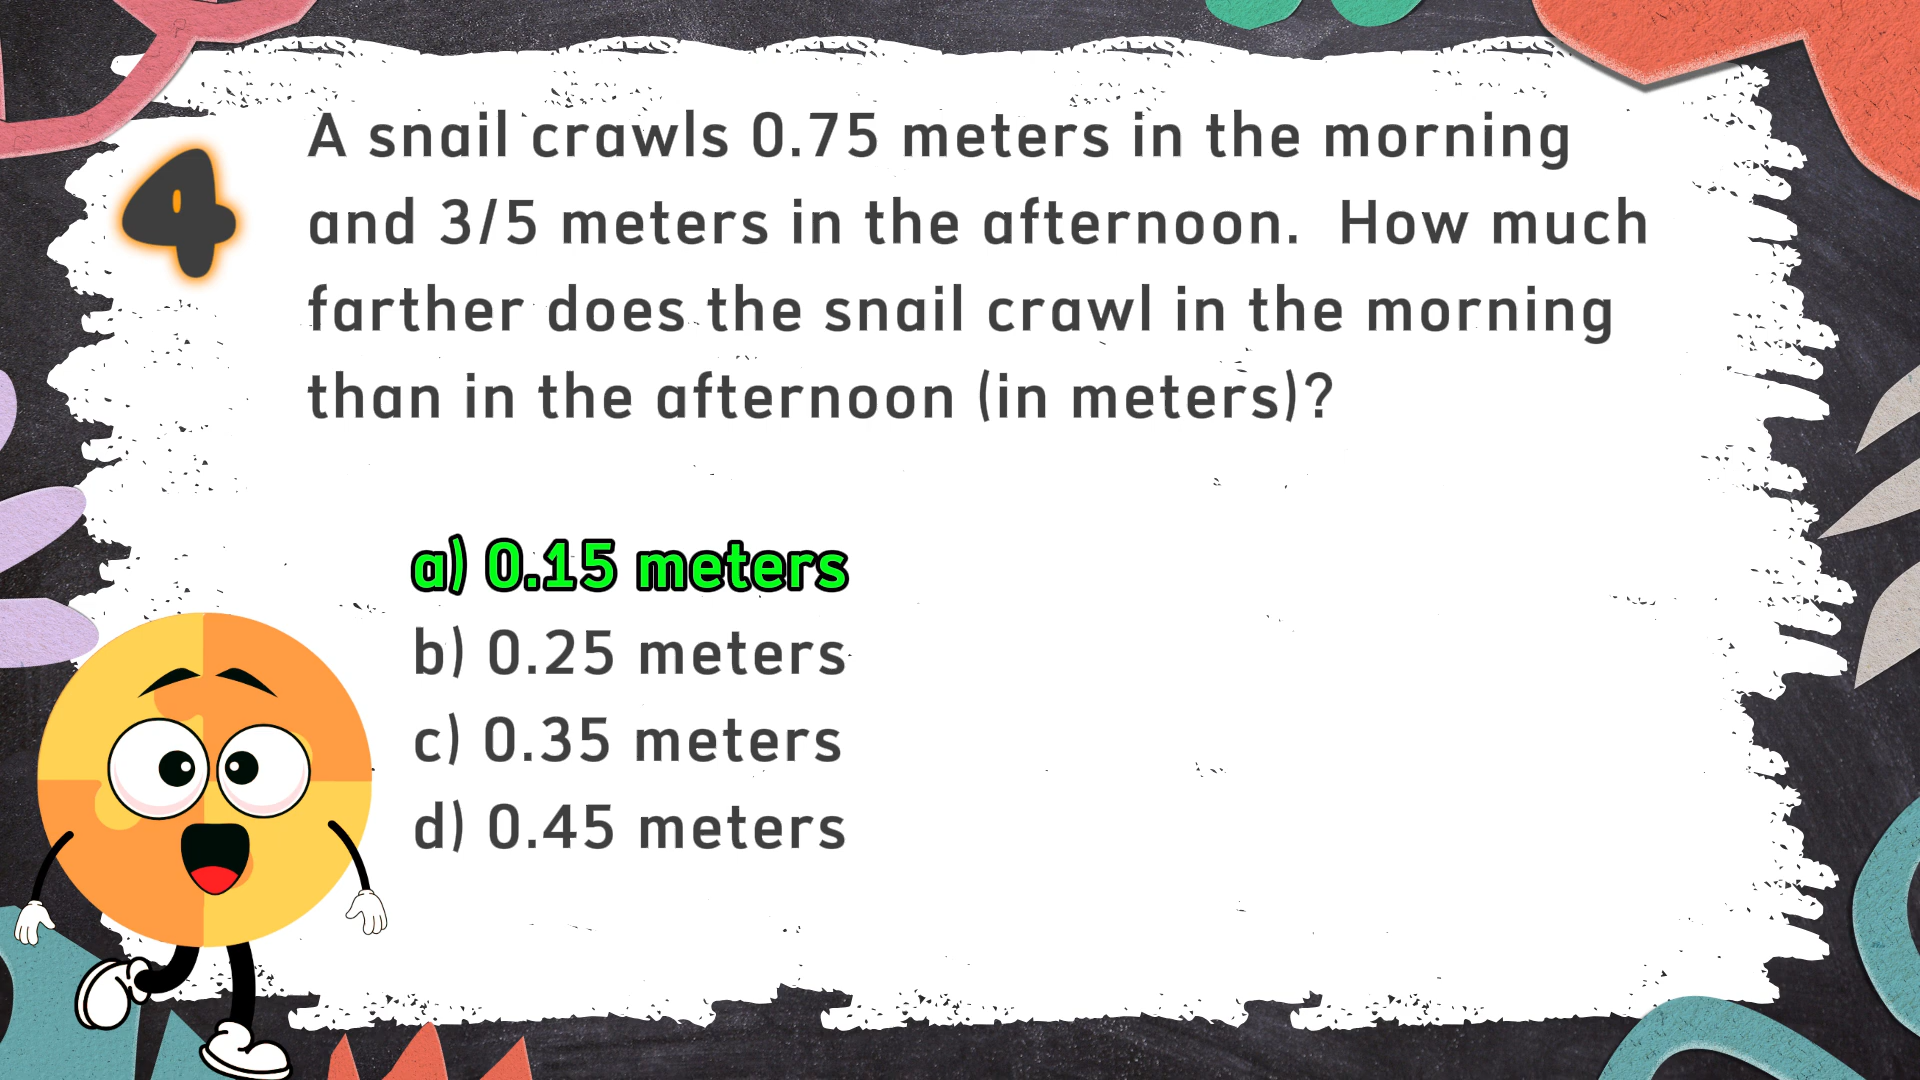 4
A snail crawls 0.75 meters in the morning
and 3/5 meters in the afternoon. How much
farther does the snail crawl in the morning
than in the afternoon (in meters)?
a) 0.15 meters
b) 0.25 meters
c) 0.35 meters
d) 0.45 meters